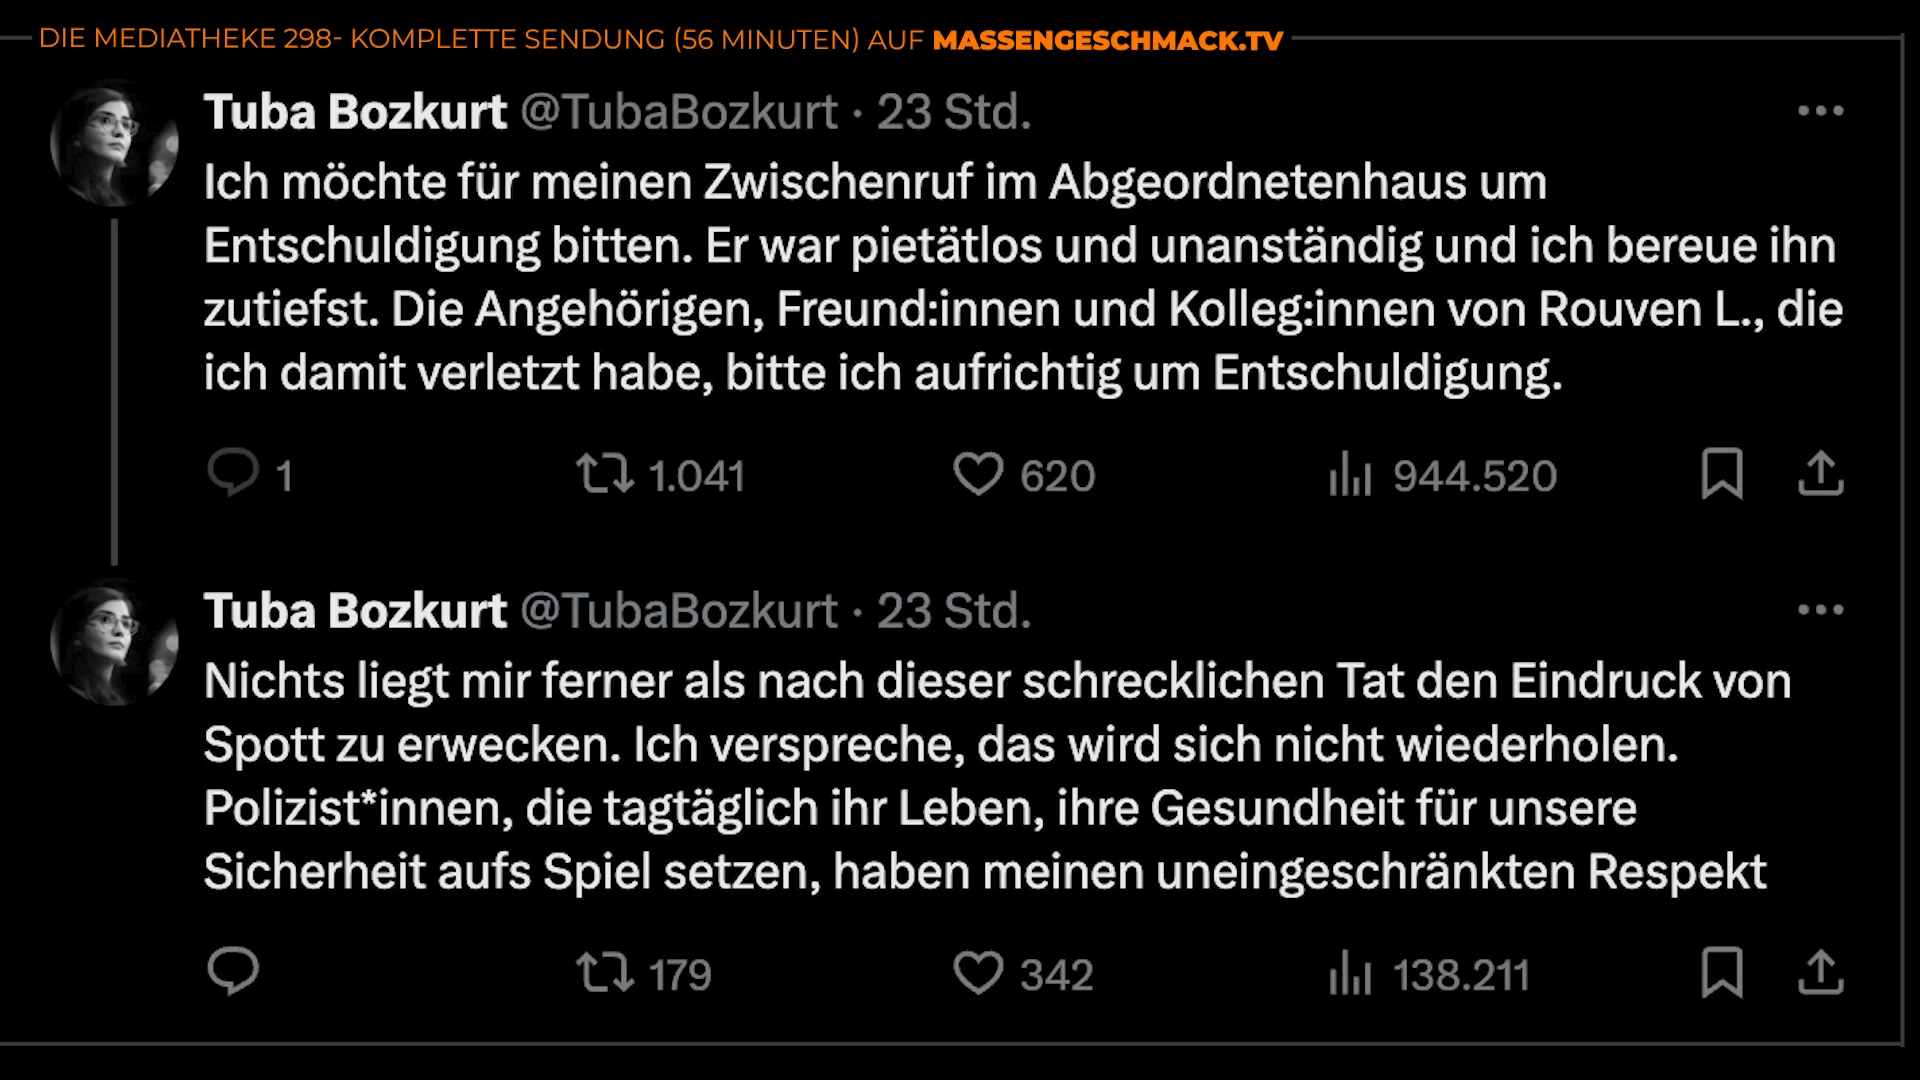 DIE MEDIATHEKE 298- KOMPLETTE SENDUNG (56 MINUTEN) AUF MASSENGESCHMACK.TV
Tuba Bozkurt @TubaBozkurt · 23 Std.
Ich möchte für meinen Zwischenruf im Abgeordnetenhaus um
Entschuldigung bitten. Er war pietätlos und unanständig und ich bereue ihn
zutiefst. Die Angehörigen, Freund:innen und Kolleg:innen von Rouven L., die
ich damit verletzt habe, bitte ich aufrichtig um Entschuldigung.
1 1.041 620 944.520
Tuba Bozkurt @TubaBozkurt · 23 Std.
Nichts liegt mir ferner als nach dieser schrecklichen Tat den Eindruck von
Spott zu erwecken. Ich verspreche, das wird sich nicht wiederholen.
Polizist*innen, die tagtäglich ihr Leben, ihre Gesundheit für unsere
Sicherheit aufs Spiel setzen, haben meinen uneingeschränkten Respekt
179 342 138.211